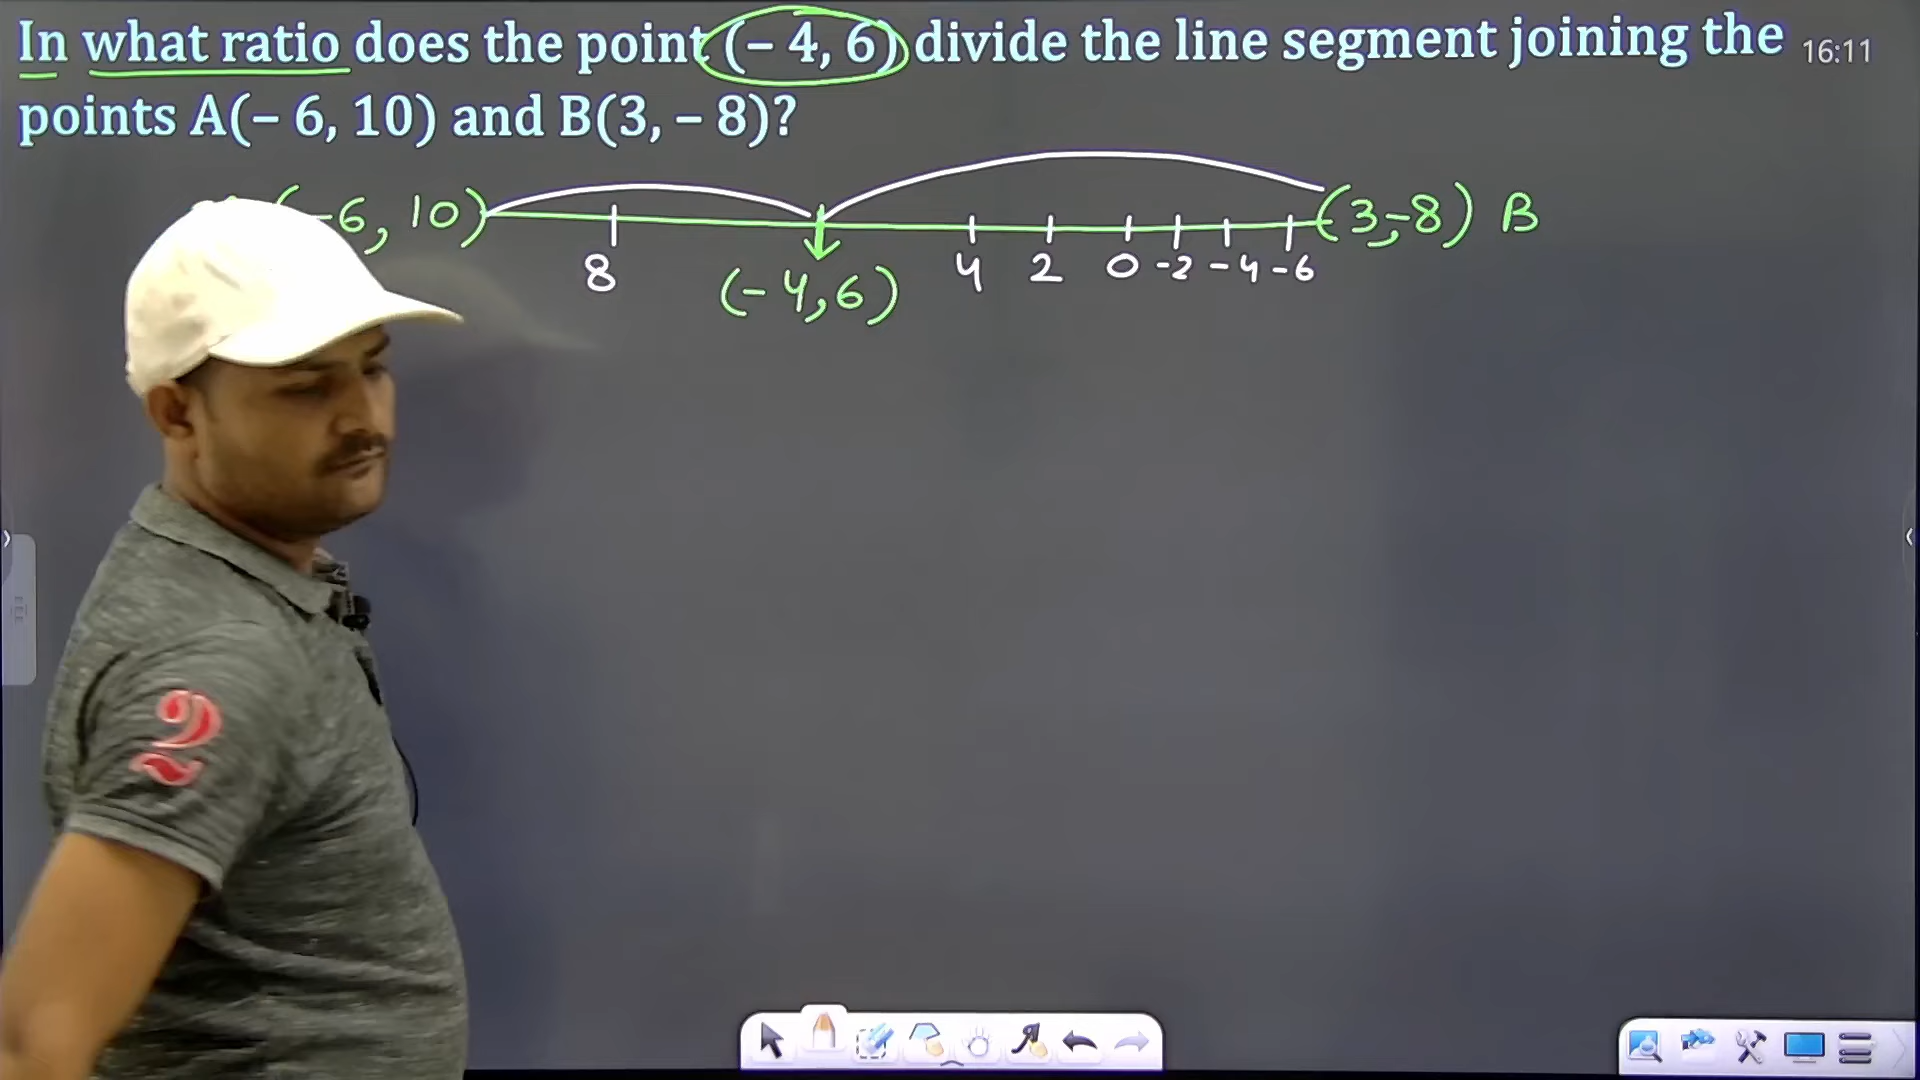 In what ratio does the point (– 4, 6) divide the line segment joining the
16:11
points A(– 6, 10) and B(3, – 8)?
(-6, 10)
(3,-8) B
8
(-4,6)
4 2 0 -2 -4 -6
2